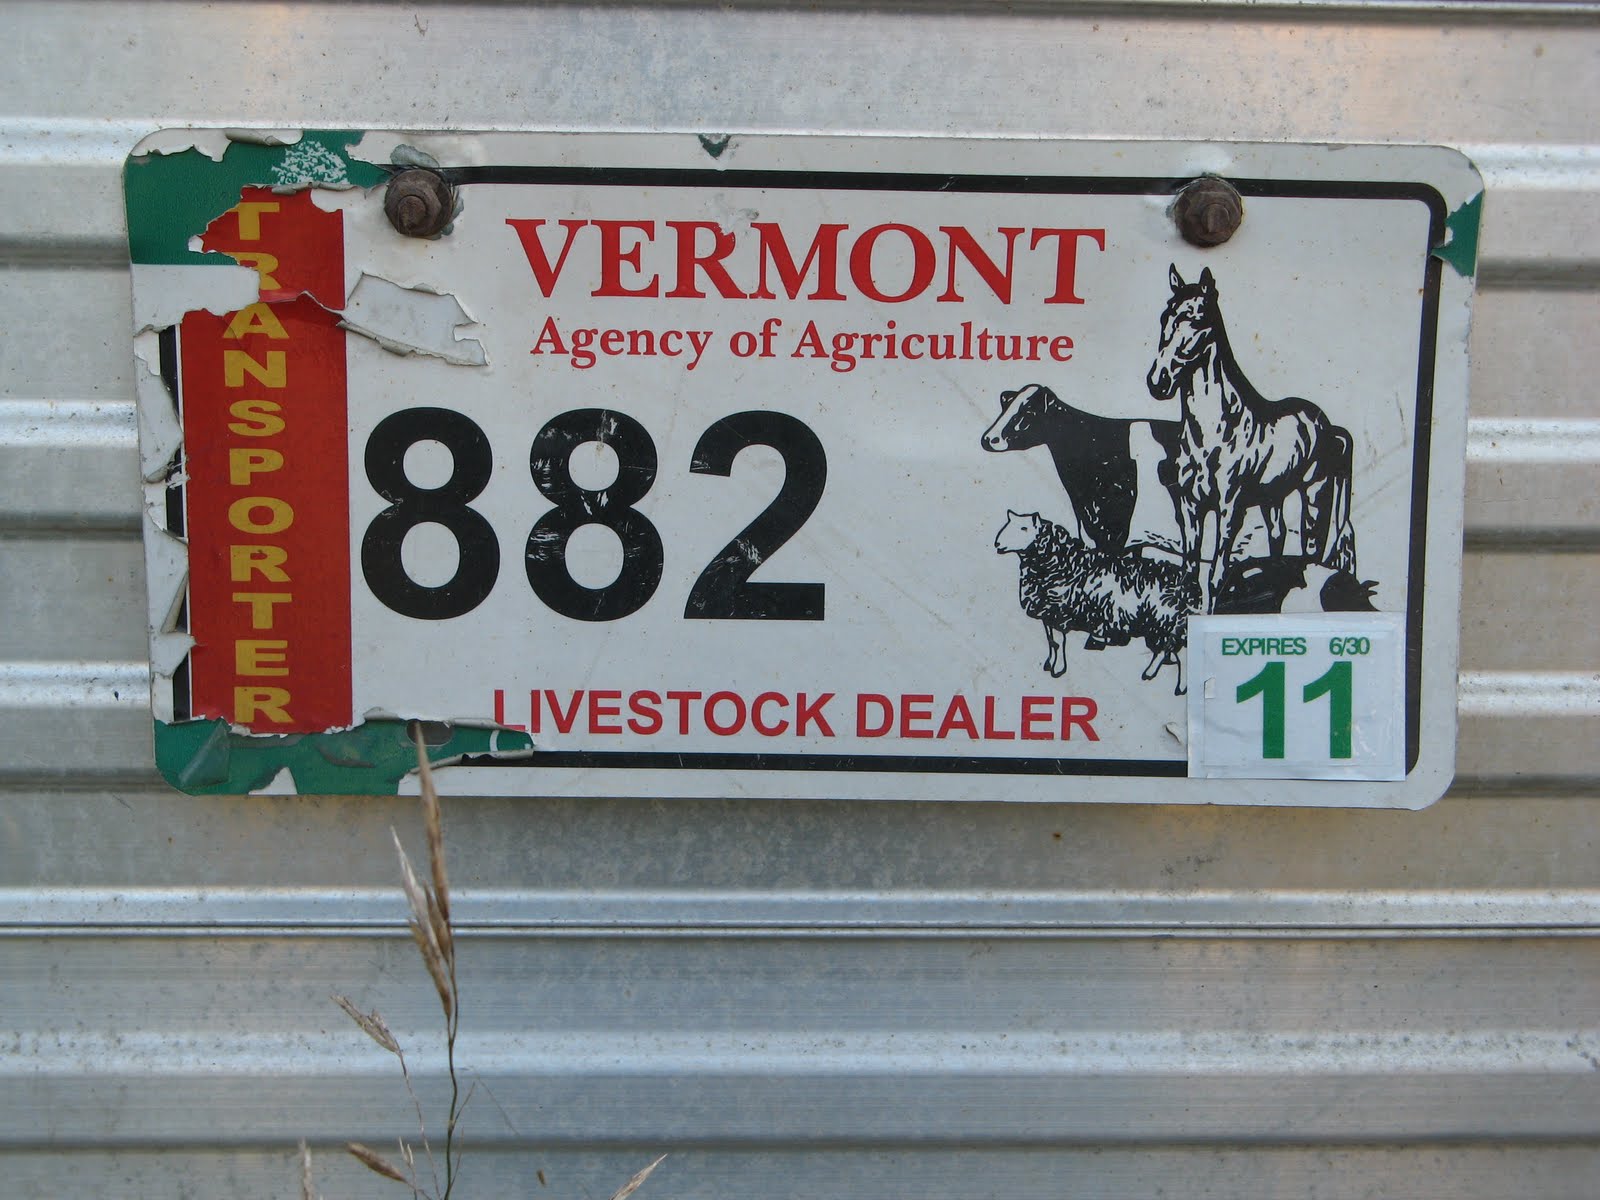 TRANSPORTER
VERMONT
Agency of Agriculture
882
LIVESTOCK DEALER
EXPIRES 6/30
11